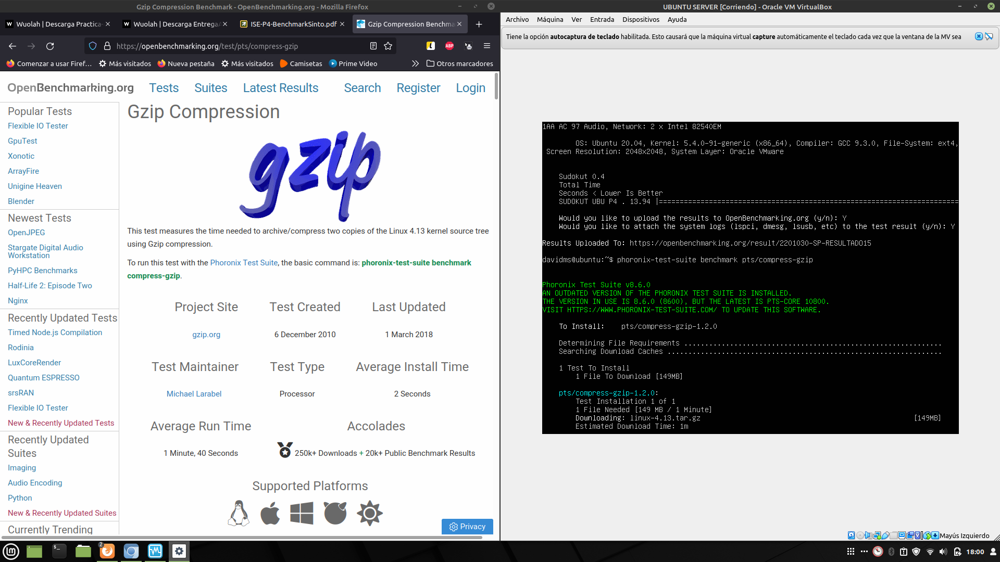 Gzip Compression Benchmark - OpenBenchmarking.org - Mozilla Firefox
Wuolah | Descarga Practica-
Wuolah | Descarga EntregaA
ISE-P4-BenchmarkSinto.pdf
Gzip Compression Benchma
https://openbenchmarking.org/test/pts/compress-gzip
ABP
Comenzar a usar Firef…
Más visitados
Nueva pestaña
Más visitados
Camisetas
Prime Video
Otros marcadores
OpenBenchmarking.org
Tests
Suites
Latest Results
Search
Register
Login
Popular Tests
Flexible IO Tester
GpuTest
Xonotic
ArrayFire
Unigine Heaven
Blender
Newest Tests
OpenJPEG
Stargate Digital Audio
Workstation
PyHPC Benchmarks
Half-Life 2: Episode Two
Nginx
Recently Updated Tests
Timed Node.js Compilation
Rodinia
LuxCoreRender
Quantum ESPRESSO
srsRAN
Flexible IO Tester
New & Recently Updated Tests
Recently Updated
Suites
Imaging
Audio Encoding
Python
New & Recently Updated Suites
Currently Trending
Gzip Compression
gzip
This test measures the time needed to archive/compress two copies of the Linux 4.13 kernel source tree
using Gzip compression.
To run this test with the Phoronix Test Suite, the basic command is: phoronix-test-suite benchmark
compress-gzip.
Project Site
Test Created
Last Updated
gzip.org
6 December 2010
1 March 2018
Test Maintainer
Test Type
Average Install Time
Michael Larabel
Processor
2 Seconds
Average Run Time
Accolades
1 Minute, 40 Seconds
250k+ Downloads + 20k+ Public Benchmark Results
Supported Platforms
Privacy
UBUNTU SERVER [Corriendo] - Oracle VM VirtualBox
Archivo
Máquina
Ver
Entrada
Dispositivos
Ayuda
Tiene la opción autocaptura de teclado habilitada. Esto causará que la máquina virtual capture automáticamente el teclado cada vez que la ventana de la MV sea
1AA AC 97 Audio, Network: 2 x Intel 82540EM
OS: Ubuntu 20.04, Kernel: 5.4.0-91-generic (x86_64), Compiler: GCC 9.3.0, File-System: ext4,
Screen Resolution: 2048x2048, System Layer: Oracle VMware
Sudokut 0.4
Total Time
Seconds < Lower Is Better
SUDOKUT UBU P4 . 13.94 |========================================================================
Would you like to upload the results to OpenBenchmarking.org (y/n): Y
Would you like to attach the system logs (lspci, dmesg, lsusb, etc) to the test result (y/n): Y
Results Uploaded To: https://openbenchmarking.org/result/2201030-SP-RESULTADO15
davidms@ubuntu:~$ phoronix-test-suite benchmark pts/compress-gzip
Phoronix Test Suite v8.6.0
AN OUTDATED VERSION OF THE PHORONIX TEST SUITE IS INSTALLED.
THE VERSION IN USE IS 8.6.0 (8600), BUT THE LATEST IS PTS-CORE 10800.
VISIT HTTPS://WWW.PHORONIX-TEST-SUITE.COM/ TO UPDATE THIS SOFTWARE.
To Install: pts/compress-gzip-1.2.0
Determining File Requirements ..............................................................
Searching Download Caches ..................................................................
1 Test To Install
1 File To Download [149MB]
pts/compress-gzip-1.2.0:
Test Installation 1 of 1
1 File Needed [149 MB / 1 Minute]
Downloading: linux-4.13.tar.gz [149MB]
Estimated Download Time: 1m
Mayús Izquierdo
2
18:00